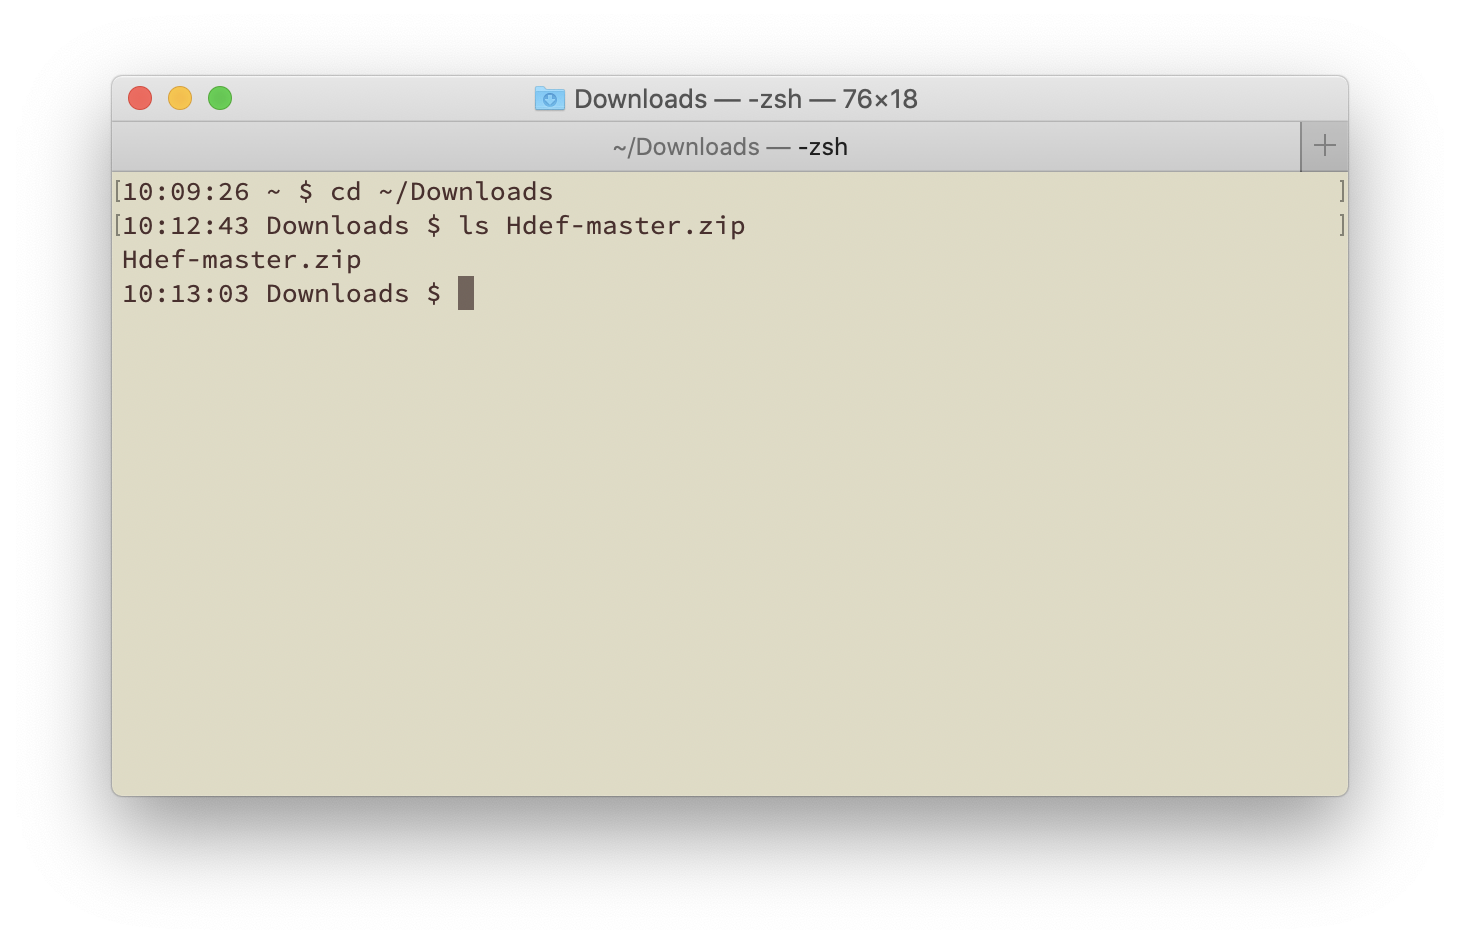 Downloads — -zsh — 76×18
~/Downloads — -zsh
[10:09:26 ~ $ cd ~/Downloads ]
[10:12:43 Downloads $ ls Hdef-master.zip ]
Hdef-master.zip
10:13:03 Downloads $